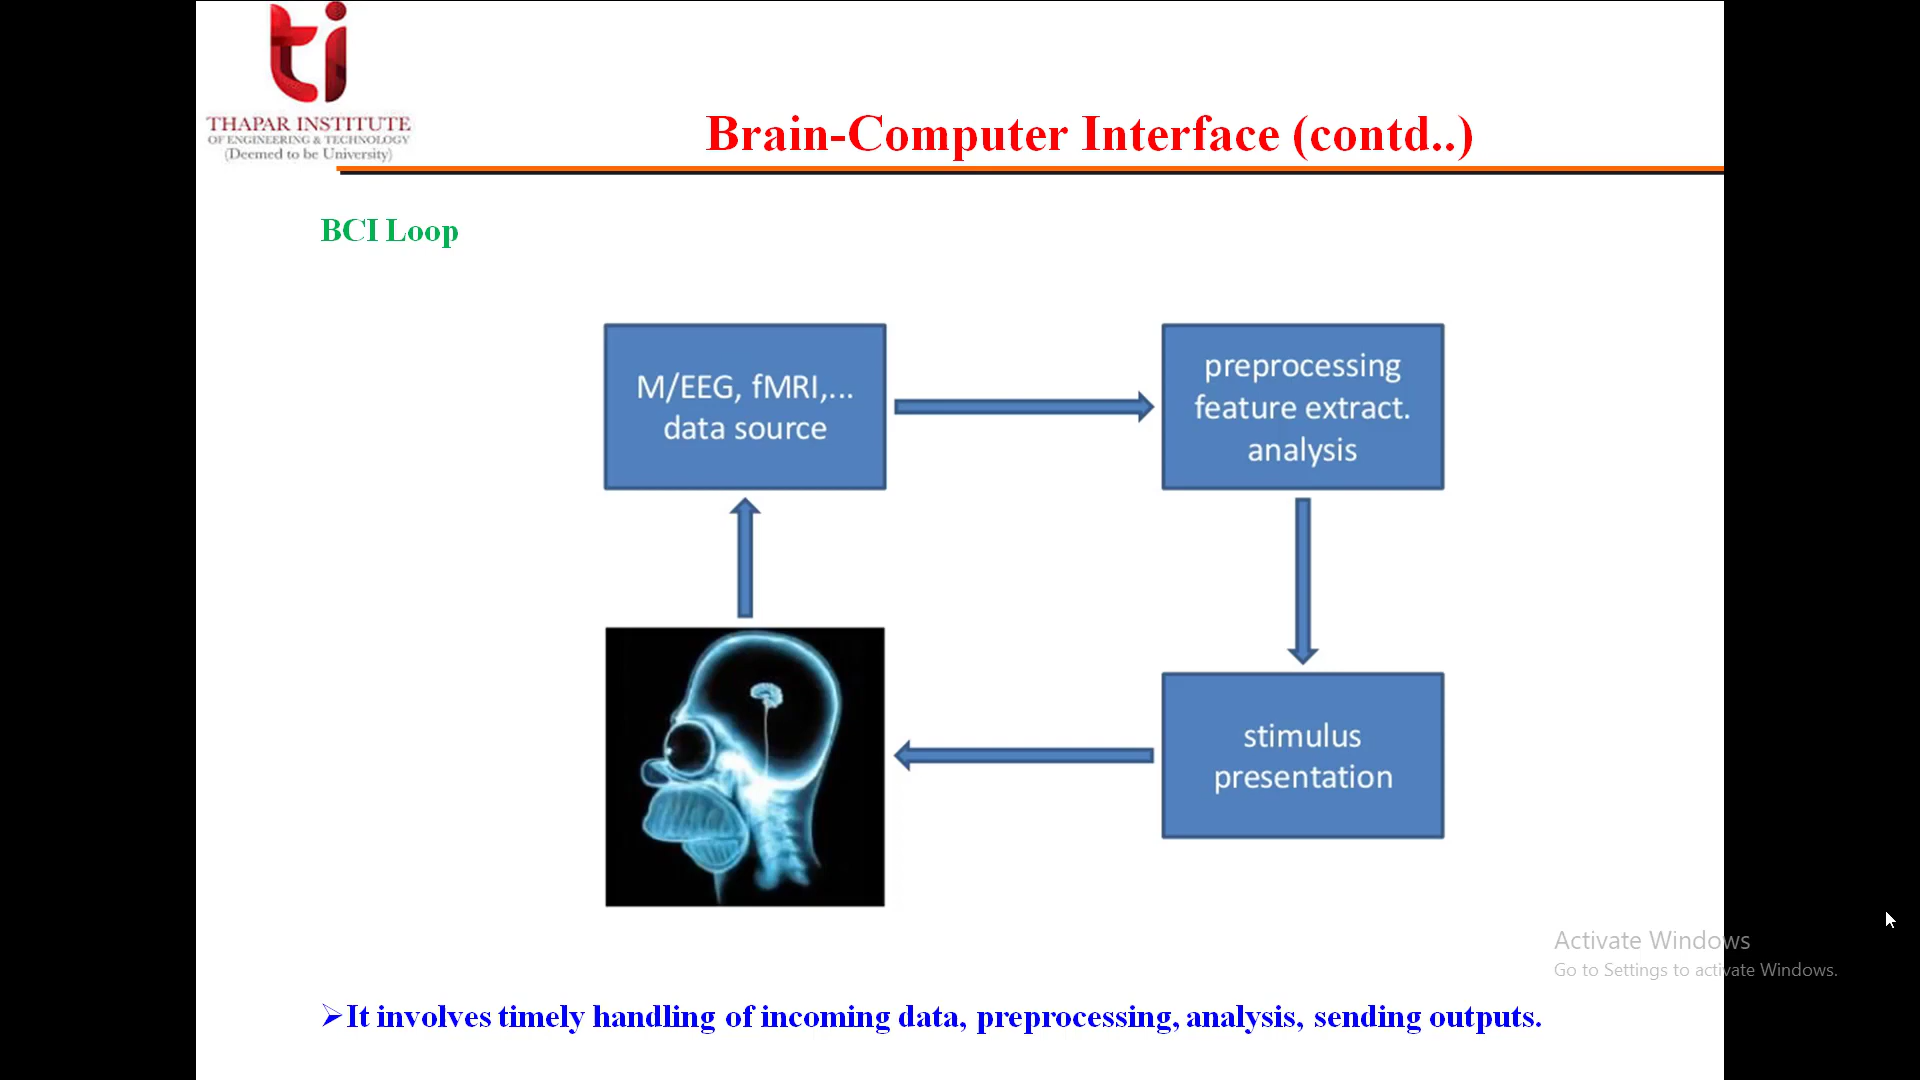 ti
THAPAR INSTITUTE
OF ENGINEERING & TECHNOLOGY
(Deemed to be University)
Brain-Computer Interface (contd..)
BCI Loop
M/EEG, fMRI,...
data source
preprocessing
feature extract.
analysis
stimulus
presentation
Activate Windows
Go to Settings to activate Windows.
➢It involves timely handling of incoming data, preprocessing, analysis, sending outputs.